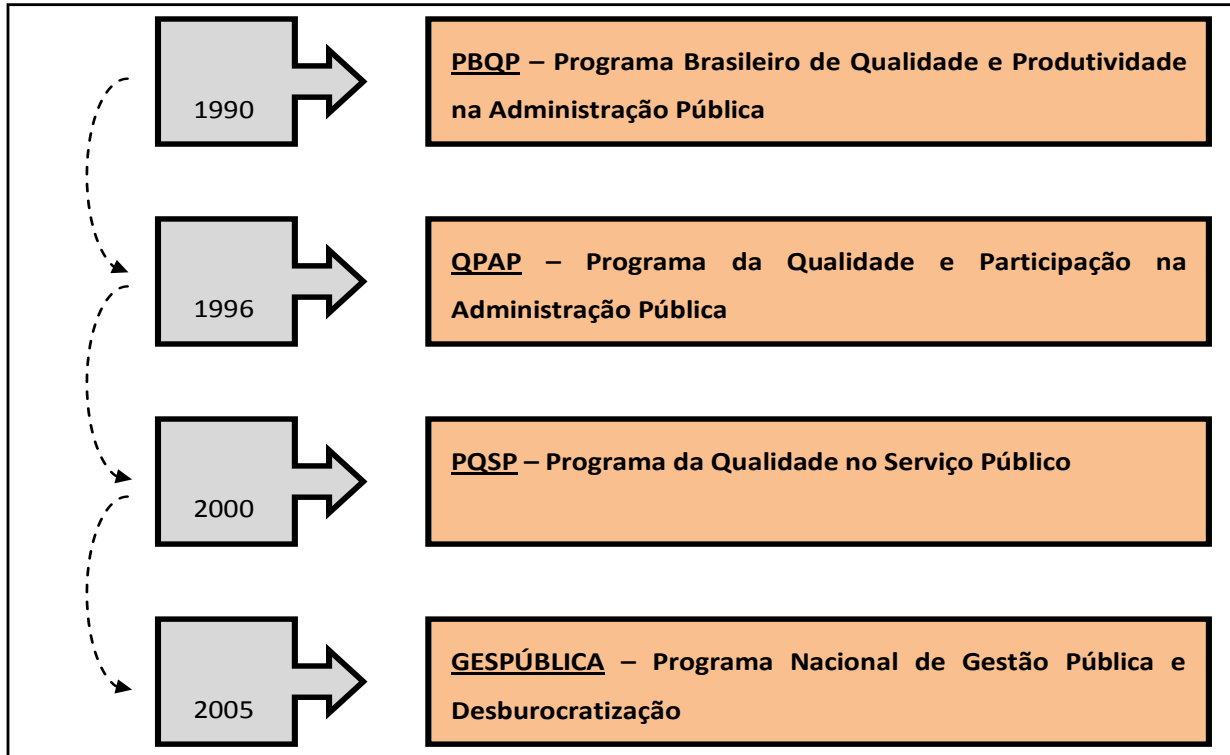 1990
PBQP – Programa Brasileiro de Qualidade e Produtividade
na Administração Pública
1996
QPAP – Programa da Qualidade e Participação na
Administração Pública
2000
PQSP – Programa da Qualidade no Serviço Público
2005
GESPÚBLICA – Programa Nacional de Gestão Pública e
Desburocratização